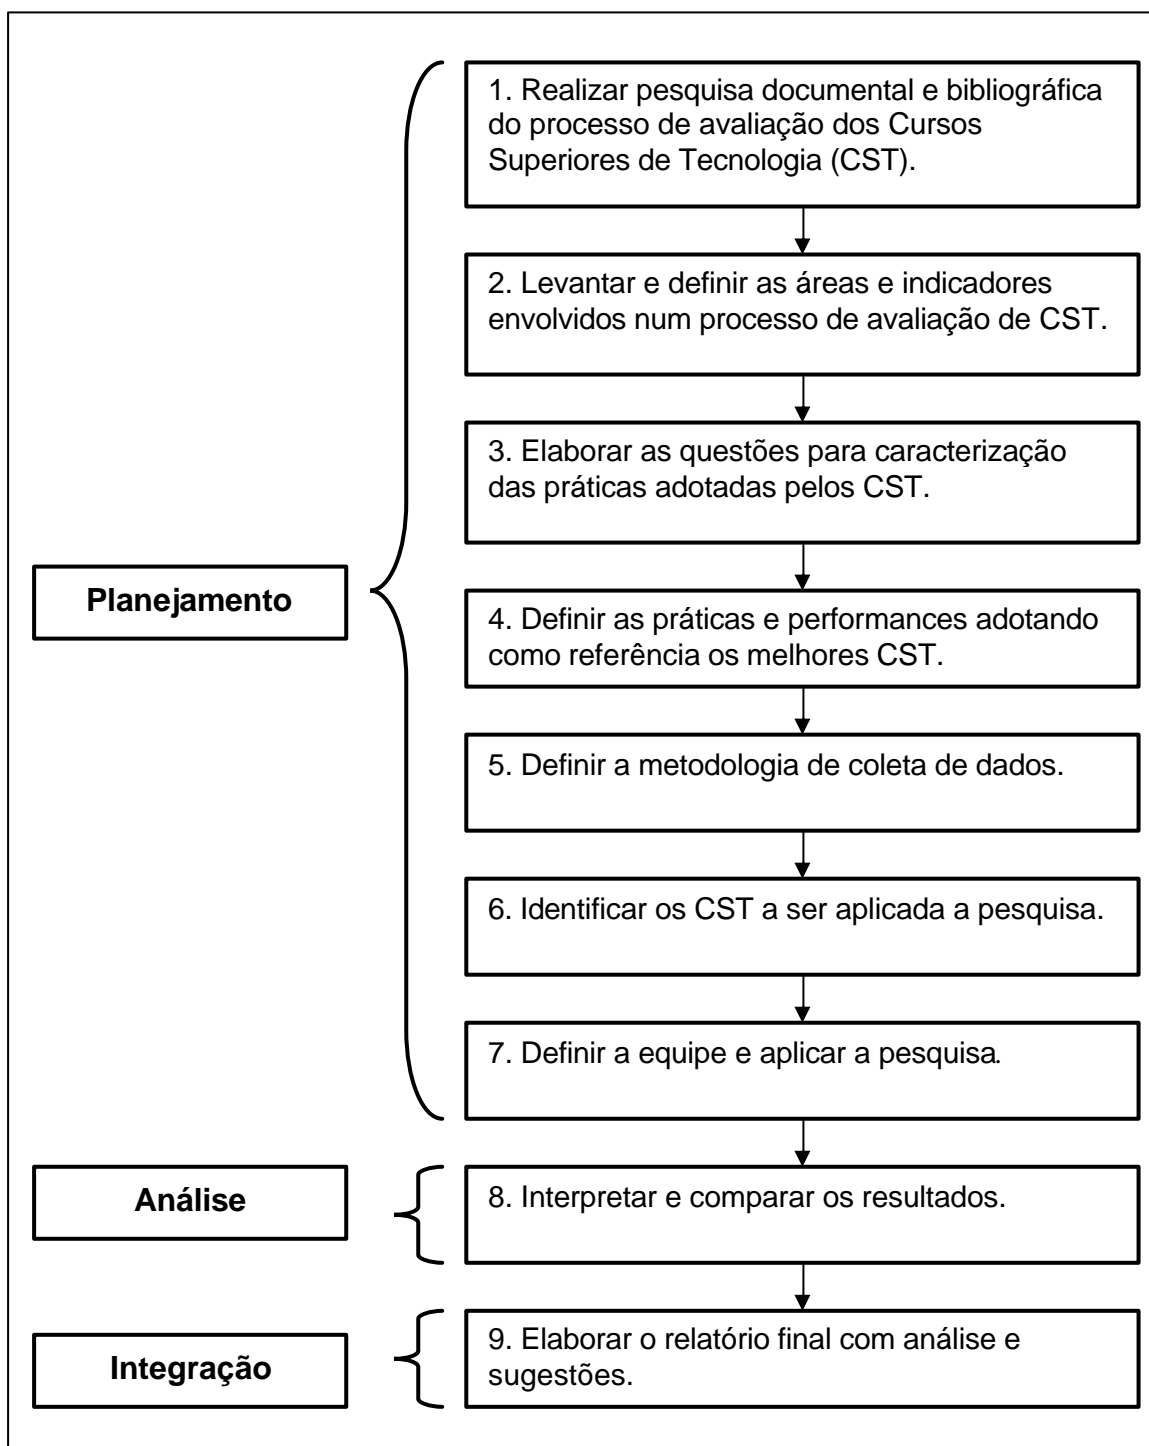 1. Realizar pesquisa documental e bibliográfica
do processo de avaliação dos Cursos
Superiores de Tecnologia (CST).
2. Levantar e definir as áreas e indicadores
envolvidos num processo de avaliação de CST.
3. Elaborar as questões para caracterização
das práticas adotadas pelos CST.
Planejamento
4. Definir as práticas e performances adotando
como referência os melhores CST.
5. Definir a metodologia de coleta de dados.
6. Identificar os CST a ser aplicada a pesquisa.
7. Definir a equipe e aplicar a pesquisa.
Análise
8. Interpretar e comparar os resultados.
Integração
9. Elaborar o relatório final com análise e
sugestões.